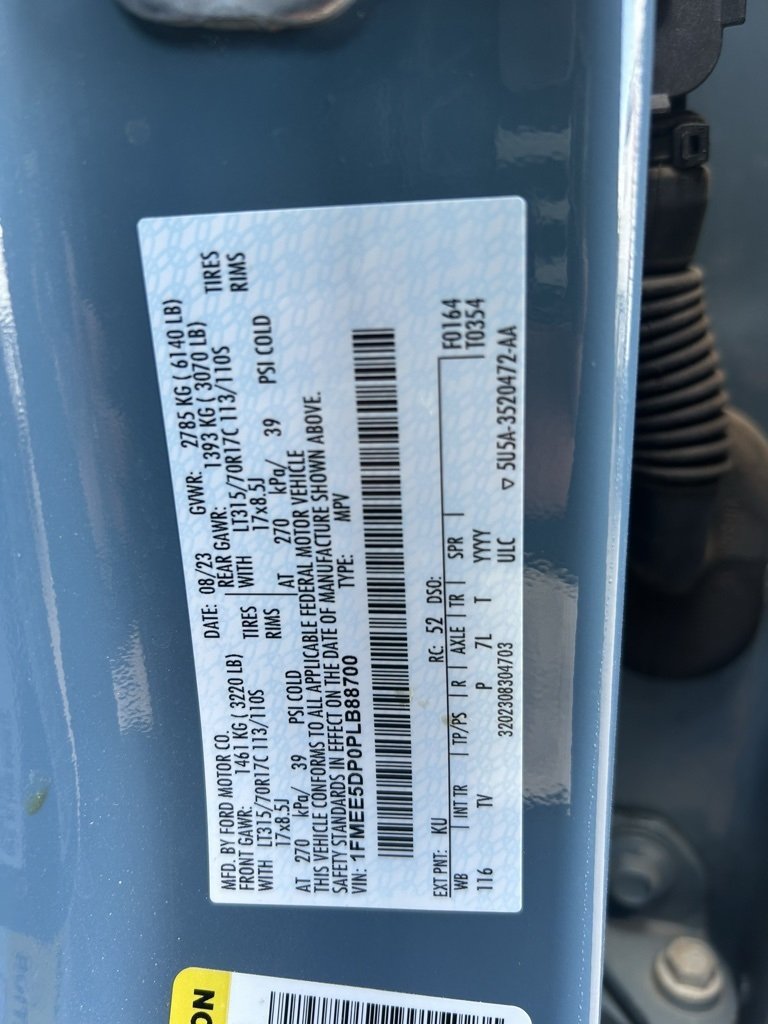 MFD. BY FORD MOTOR CO.
DATE: 08/23 GVWR: 2785 KG ( 6140 LB)
FRONT GAWR: 1461 KG ( 3220 LB) REAR GAWR: 1393 KG ( 3070 LB)
WITH LT315/70R17C 113/110S TIRES WITH LT315/70R17C 113/110S TIRES
17x8.5J RIMS 17x8.5J RIMS
AT 270 kPa/ 39 PSI COLD AT 270 kPa/ 39 PSI COLD
THIS VEHICLE CONFORMS TO ALL APPLICABLE FEDERAL MOTOR VEHICLE
SAFETY STANDARDS IN EFFECT ON THE DATE OF MANUFACTURE SHOWN ABOVE.
VIN: 1FMEE5DP0PLB88700 TYPE: MPV
EXT PNT: KU RC: 52 DSO:
WB INT TR TP/PS R AXLE TR SPR F0164
116 TV P 7L T YYYY T0354
3202308304703 ULC ▽ 5U5A-3520472-AA